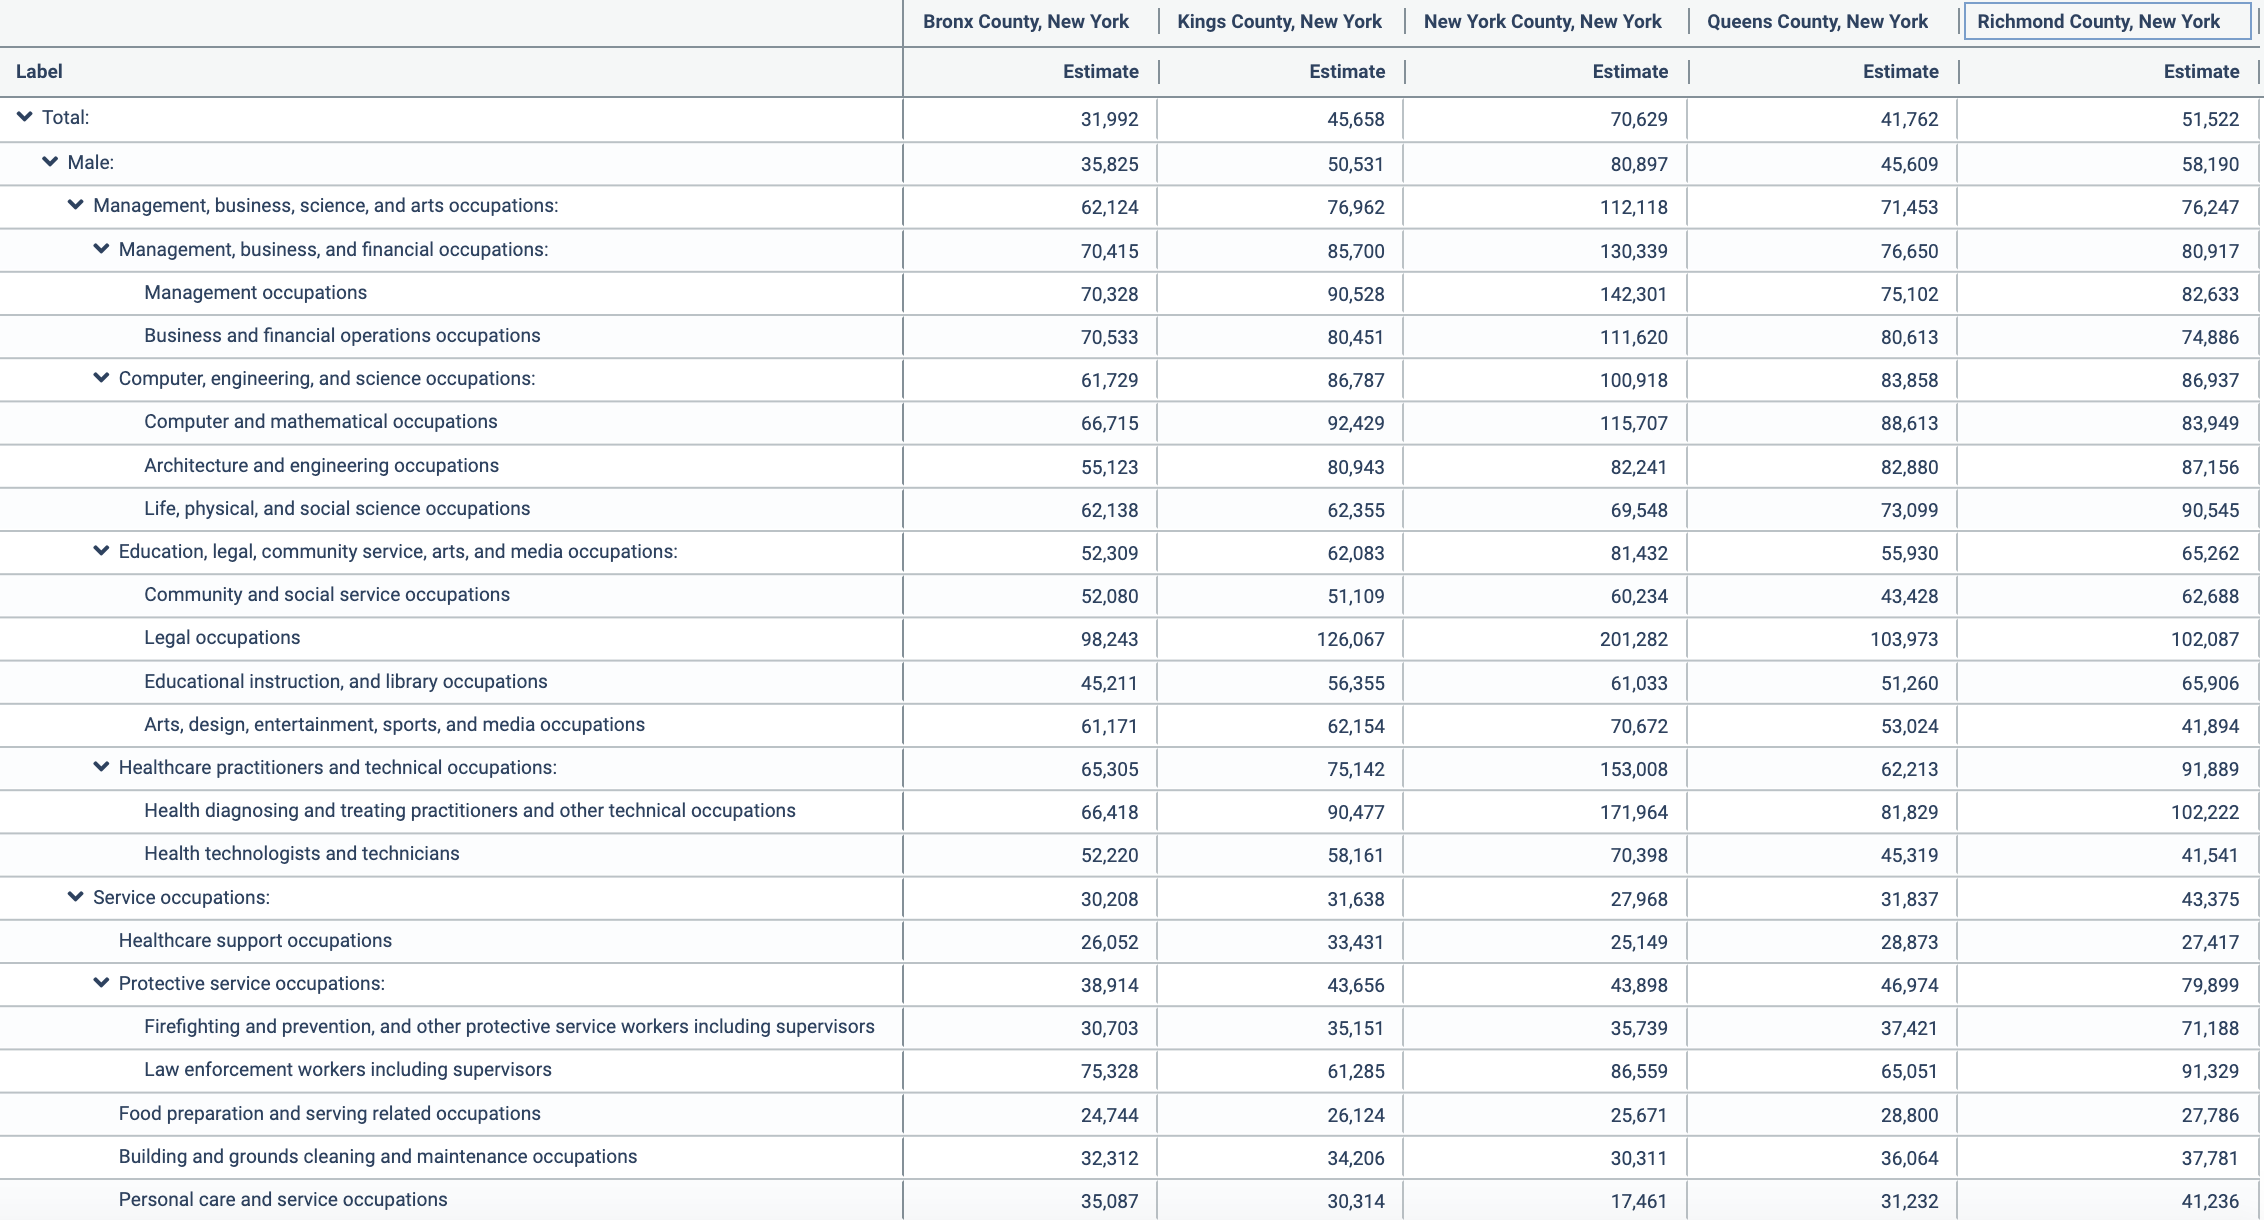 Bronx County, New York Kings County, New York New York County, New York Queens County, New York Richmond County, New York
Label Estimate Estimate Estimate Estimate Estimate
Total: 31,992 45,658 70,629 41,762 51,522
Male: 35,825 50,531 80,897 45,609 58,190
Management, business, science, and arts occupations: 62,124 76,962 112,118 71,453 76,247
Management, business, and financial occupations: 70,415 85,700 130,339 76,650 80,917
Management occupations 70,328 90,528 142,301 75,102 82,633
Business and financial operations occupations 70,533 80,451 111,620 80,613 74,886
Computer, engineering, and science occupations: 61,729 86,787 100,918 83,858 86,937
Computer and mathematical occupations 66,715 92,429 115,707 88,613 83,949
Architecture and engineering occupations 55,123 80,943 82,241 82,880 87,156
Life, physical, and social science occupations 62,138 62,355 69,548 73,099 90,545
Education, legal, community service, arts, and media occupations: 52,309 62,083 81,432 55,930 65,262
Community and social service occupations 52,080 51,109 60,234 43,428 62,688
Legal occupations 98,243 126,067 201,282 103,973 102,087
Educational instruction, and library occupations 45,211 56,355 61,033 51,260 65,906
Arts, design, entertainment, sports, and media occupations 61,171 62,154 70,672 53,024 41,894
Healthcare practitioners and technical occupations: 65,305 75,142 153,008 62,213 91,889
Health diagnosing and treating practitioners and other technical occupations 66,418 90,477 171,964 81,829 102,222
Health technologists and technicians 52,220 58,161 70,398 45,319 41,541
Service occupations: 30,208 31,638 27,968 31,837 43,375
Healthcare support occupations 26,052 33,431 25,149 28,873 27,417
Protective service occupations: 38,914 43,656 43,898 46,974 79,899
Firefighting and prevention, and other protective service workers including supervisors 30,703 35,151 35,739 37,421 71,188
Law enforcement workers including supervisors 75,328 61,285 86,559 65,051 91,329
Food preparation and serving related occupations 24,744 26,124 25,671 28,800 27,786
Building and grounds cleaning and maintenance occupations 32,312 34,206 30,311 36,064 37,781
Personal care and service occupations 35,087 30,314 17,461 31,232 41,236